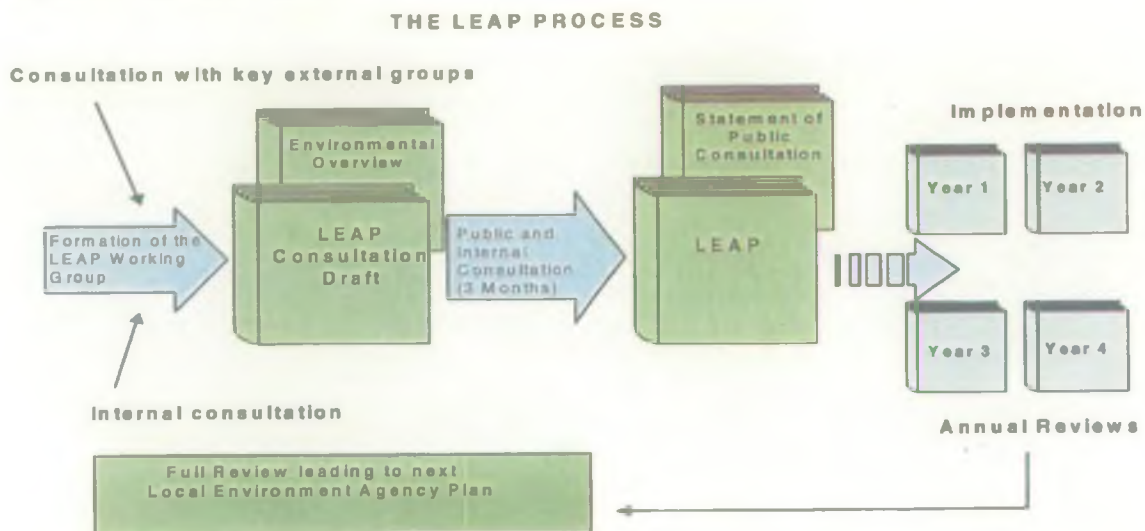 THE LEAP PROCESS
Consultation with key external groups
Formation of the
LEAP Working
Group
Internal consultation
Environmental
Overview
LEAP
Consultation
Draft
Public and
Internal
Consultation
(3 Months)
Statement of
Public
Consultation
LEAP
Implementation
Year 1
Year 2
Year 3
Year 4
Annual Reviews
Full Review leading to next
Local Environment Agency Plan